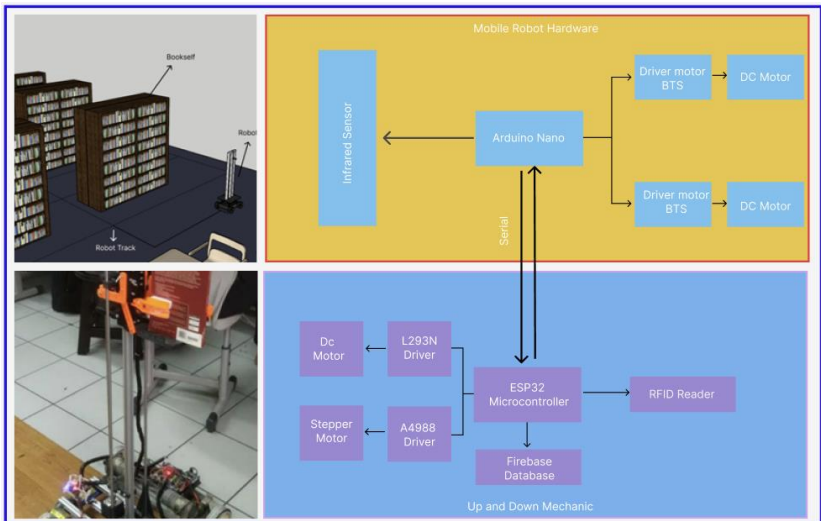 Bookself
Robot
Robot Track
Mobile Robot Hardware
Infrared Sensor
Arduino Nano
Driver motor
BTS
DC Motor
Driver motor
BTS
DC Motor
Serial
Dc
Motor
L293N
Driver
ESP32
Microcontroller
RFID Reader
Stepper
Motor
A4988
Driver
Firebase
Database
Up and Down Mechanic